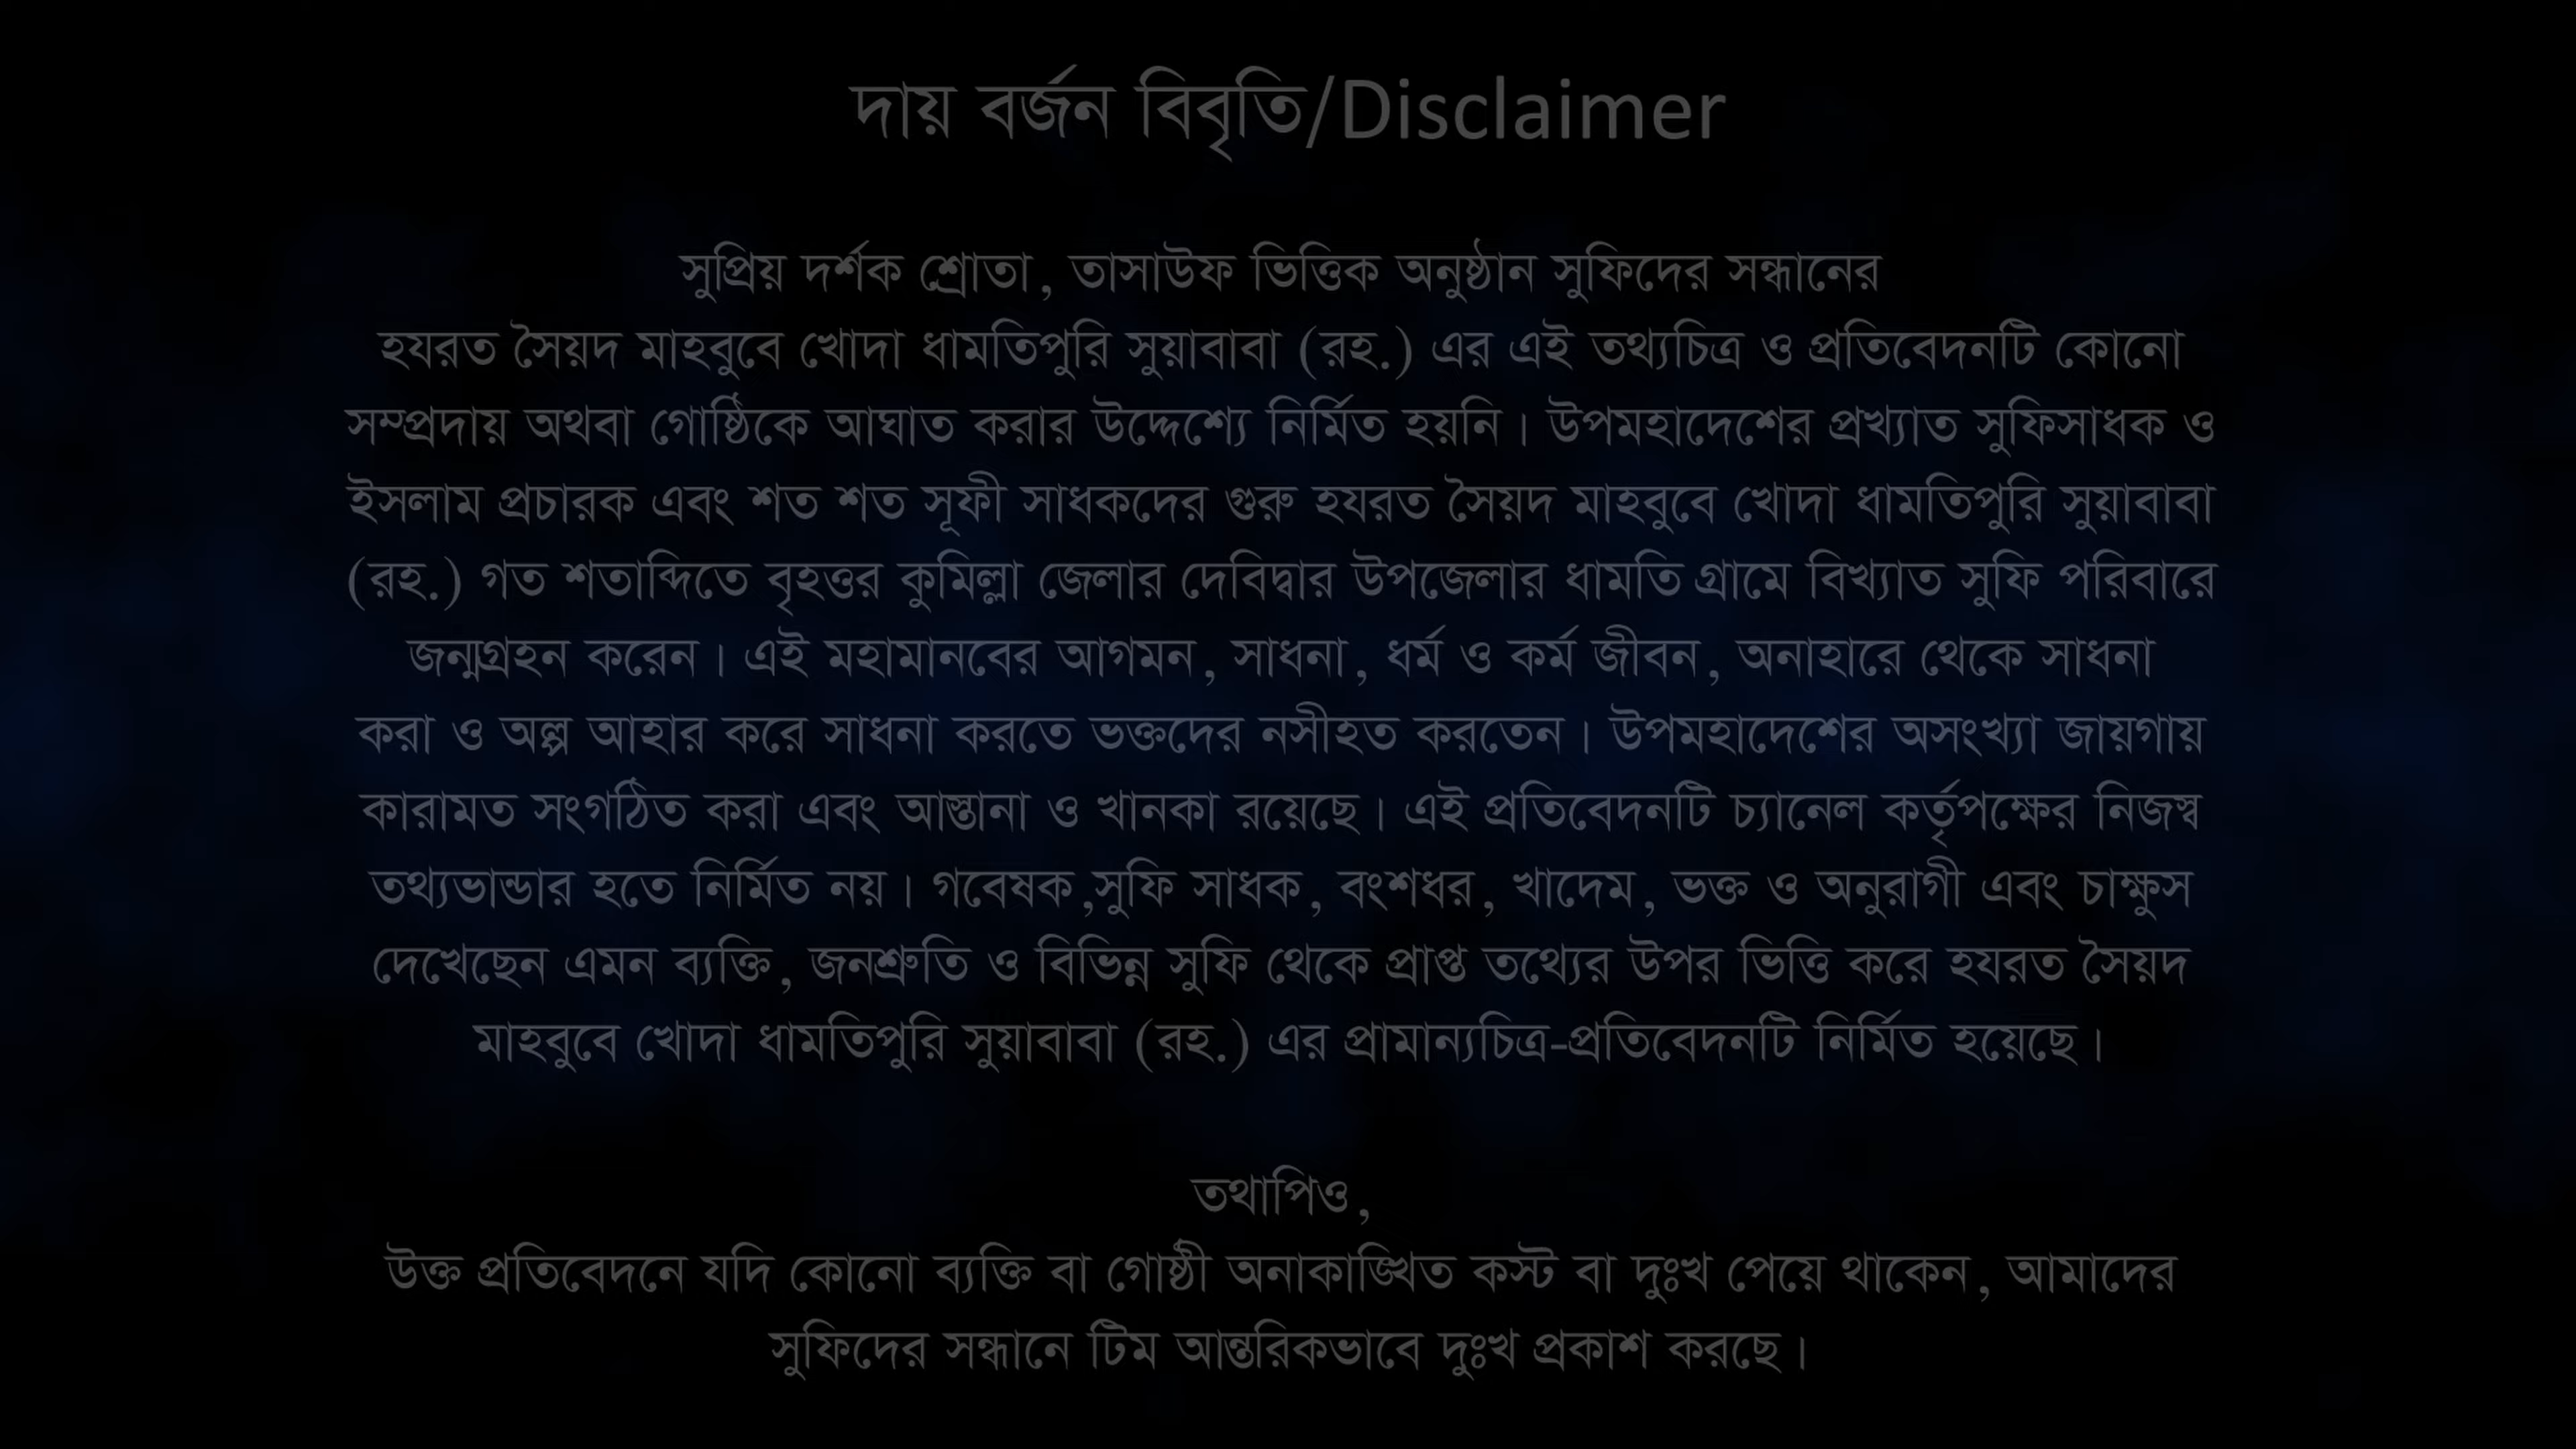 দায় বর্জন বিবৃতি/Disclaimer
সুপ্রিয় দর্শক শ্রোতা, তাসাউফ ভিত্তিক অনুষ্ঠান সুফিদের সন্ধানের
হযরত সৈয়দ মাহবুবে খোদা ধামতিপুরি সুয়াবাবা (রহ.) এর এই তথ্যচিত্র ও প্রতিবেদনটি কোনো
সম্প্রদায় অথবা গোষ্ঠিকে আঘাত করার উদ্দেশ্যে নির্মিত হয়নি। উপমহাদেশের প্রখ্যাত সুফিসাধক ও
ইসলাম প্রচারক এবং শত শত সূফী সাধকদের গুরু হযরত সৈয়দ মাহবুবে খোদা ধামতিপুরি সুয়াবাবা
(রহ.) গত শতাব্দিতে বৃহত্তর কুমিল্লা জেলার দেবিদ্বার উপজেলার ধামতি গ্রামে বিখ্যাত সুফি পরিবারে
জন্মগ্রহন করেন। এই মহামানবের আগমন, সাধনা, ধর্ম ও কর্ম জীবন, অনাহারে থেকে সাধনা
করা ও অল্প আহার করে সাধনা করতে ভক্তদের নসীহত করতেন। উপমহাদেশের অসংখ্যা জায়গায়
কারামত সংগঠিত করা এবং আস্তানা ও খানকা রয়েছে। এই প্রতিবেদনটি চ্যানেল কর্তৃপক্ষের নিজস্ব
তথ্যভান্ডার হতে নির্মিত নয়। গবেষক,সুফি সাধক, বংশধর, খাদেম, ভক্ত ও অনুরাগী এবং চাক্ষুস
দেখেছেন এমন ব্যক্তি, জনশ্রুতি ও বিভিন্ন সুফি থেকে প্রাপ্ত তথ্যের উপর ভিত্তি করে হযরত সৈয়দ
মাহবুবে খোদা ধামতিপুরি সুয়াবাবা (রহ.) এর প্রামান্যচিত্র-প্রতিবেদনটি নির্মিত হয়েছে।
তথাপিও,
উক্ত প্রতিবেদনে যদি কোনো ব্যক্তি বা গোষ্ঠী অনাকাঙ্খিত কস্ট বা দুঃখ পেয়ে থাকেন, আমাদের
সুফিদের সন্ধানে টিম আন্তরিকভাবে দুঃখ প্রকাশ করছে।